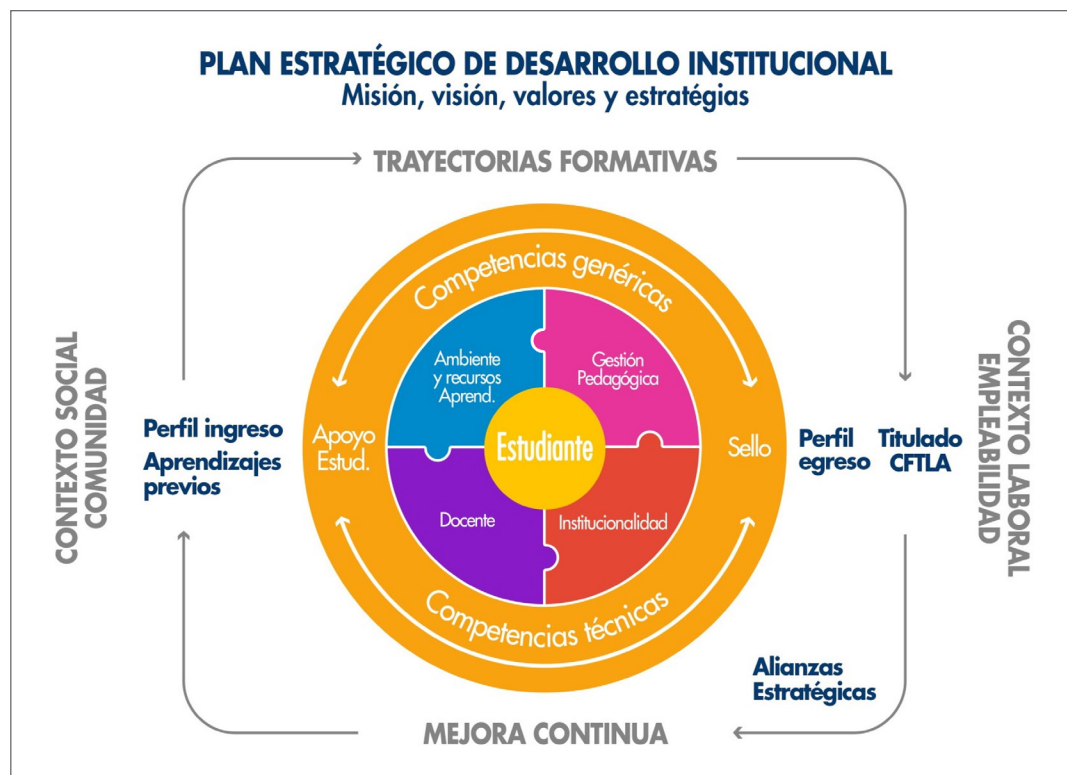 PLAN ESTRATÉGICO DE DESARROLLO INSTITUCIONAL
Misión, visión, valores y estratégias
TRAYECTORIAS FORMATIVAS
CONTEXTO SOCIAL
COMUNIDAD
Perfil ingreso
Aprendizajes
previos
Competencias genéricas
Ambiente
y recursos
Aprend.
Gestión
Pedagógica
Apoyo
Estud.
Estudiante
Sello
Docente
Institucionalidad
Competencias técnicas
Perfil
egreso
Titulado
CFTLA
CONTEXTO LABORAL
EMPLEABILIDAD
Alianzas
Estratégicas
MEJORA CONTINUA